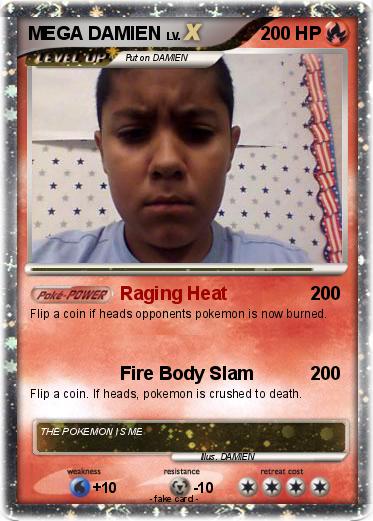 MEGA DAMIEN LV. X 200 HP
LEVEL-UP Put on DAMIEN
Poké-POWER Raging Heat 200
Flip a coin if heads opponents pokemon is now burned.
Fire Body Slam 200
Flip a coin. If heads, pokemon is crushed to death.
THE POKEMON IS ME
Illus. DAMIEN
weakness resistance retreat cost
+10 -10
- fake card -